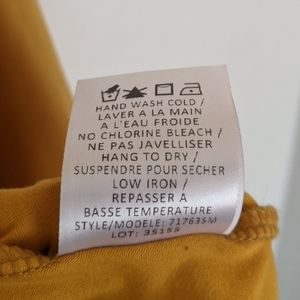 HAND WASH COLD /
LAVER A LA MAIN
A L'EAU FROIDE
NO CHLORINE BLEACH /
NE PAS JAVELLISER
HANG TO DRY /
SUSPENDRE POUR SECHER
LOW IRON /
REPASSER A
BASSE TEMPERATURE
STYLE/MODELE: 71763SM
LOT: 35155